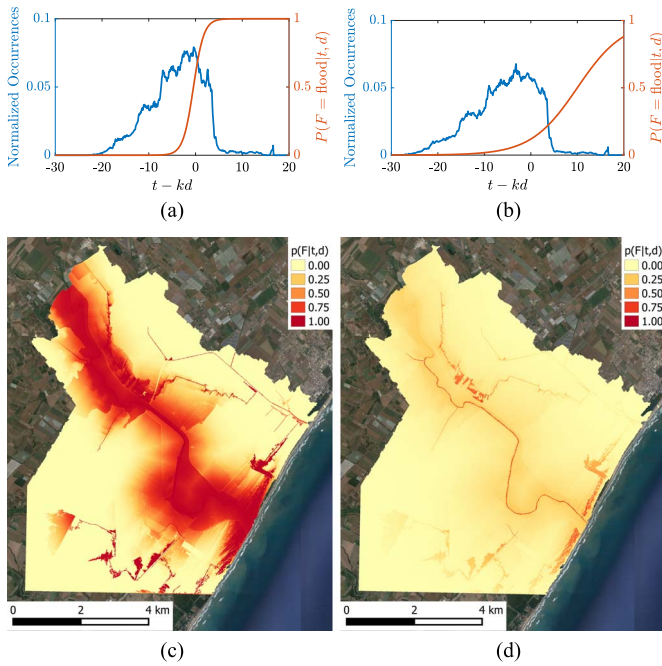 0.1
1
0.05
0.5
0
0
-30
-20
-10
0
10
20
Normalized Occurrences
P(F = flood|t, d)
t − kd
(a)
0.1
1
0.05
0.5
0
0
-30
-20
-10
0
10
20
Normalized Occurrences
P(F = flood|t, d)
t − kd
(b)
p(F|t,d)
0.00
0.25
0.50
0.75
1.00
0 2 4 km
(c)
p(F|t,d)
0.00
0.25
0.50
0.75
1.00
0 2 4 km
(d)